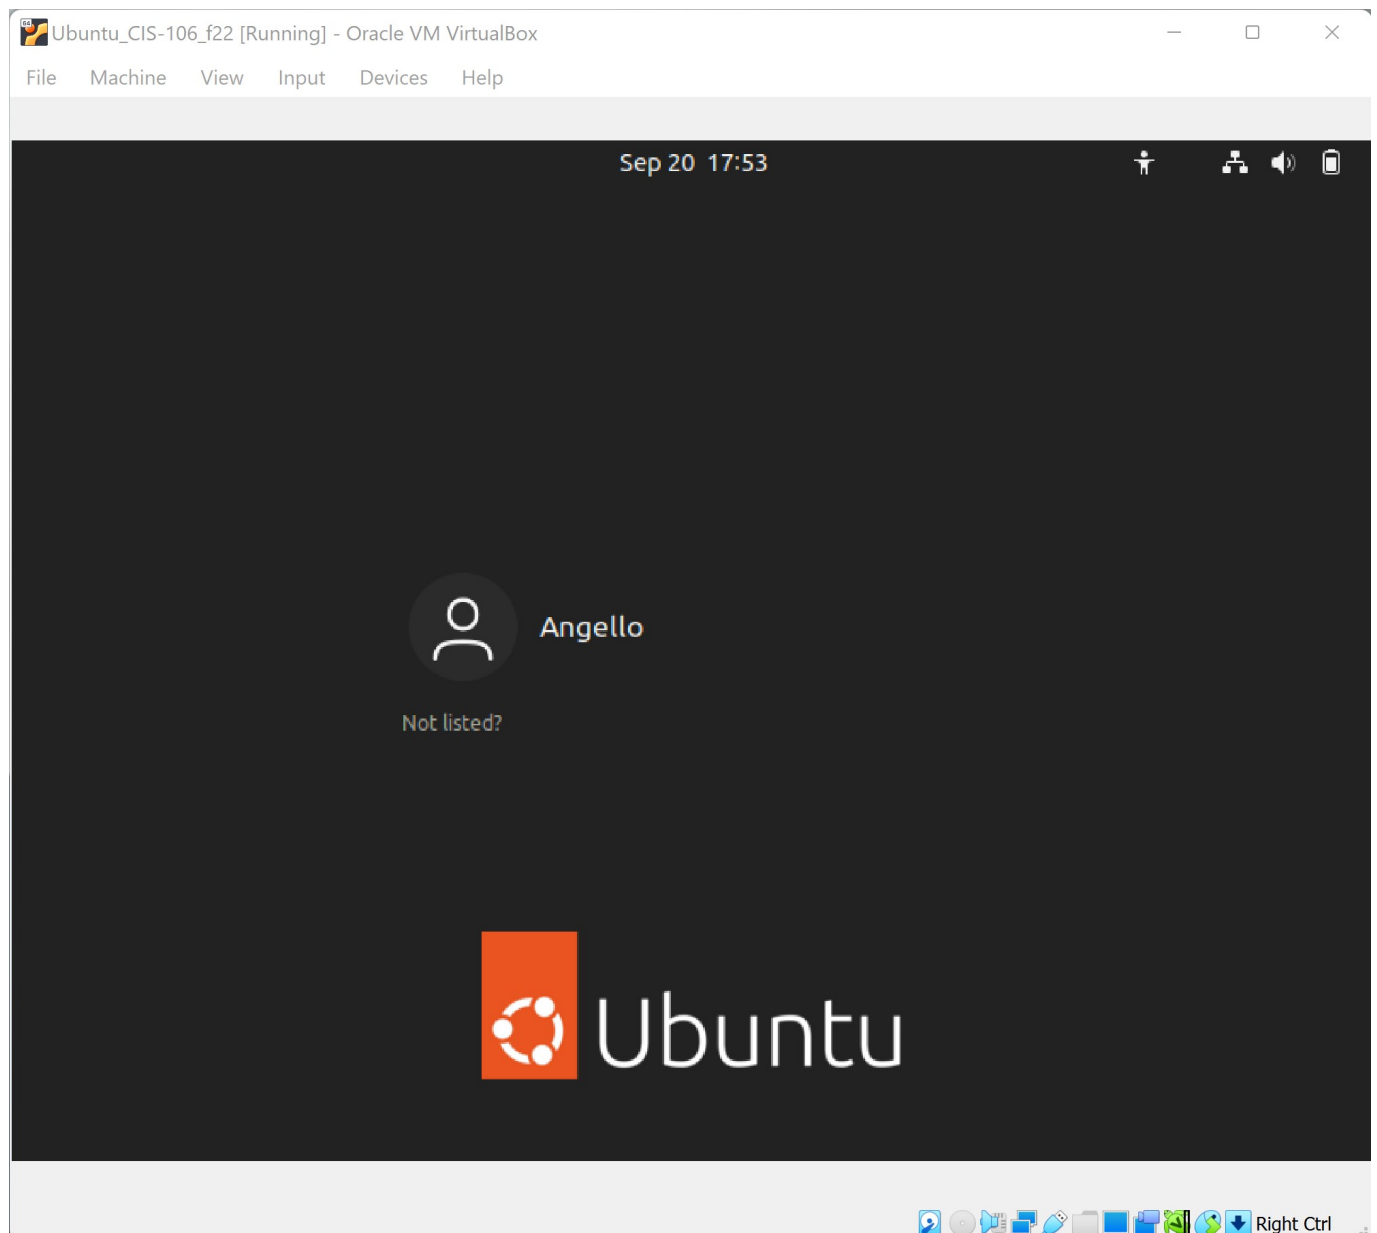 Ubuntu_CIS-106_f22 [Running] - Oracle VM VirtualBox
File Machine View Input Devices Help
Sep 20 17:53
Angello
Not listed?
Ubuntu
Right Ctrl